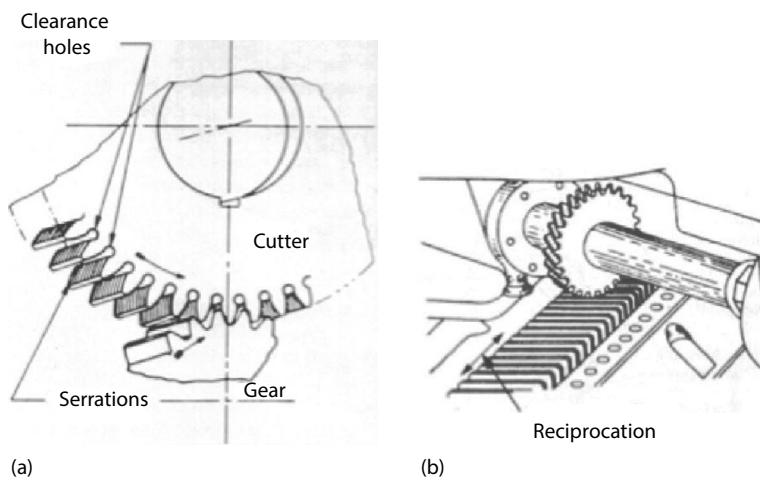 Clearance
holes
Cutter
Serrations
Gear
(a)
Reciprocation
(b)